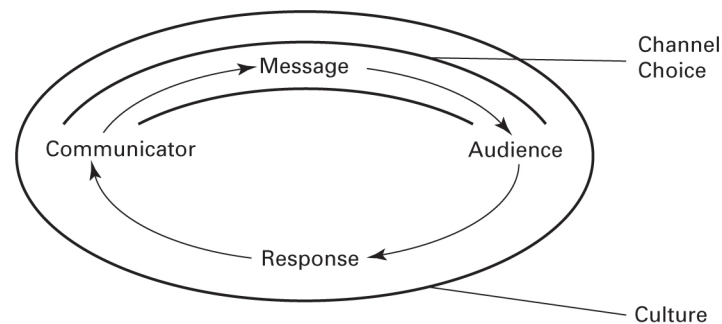 Channel
Choice
Message
Communicator
Audience
Response
Culture